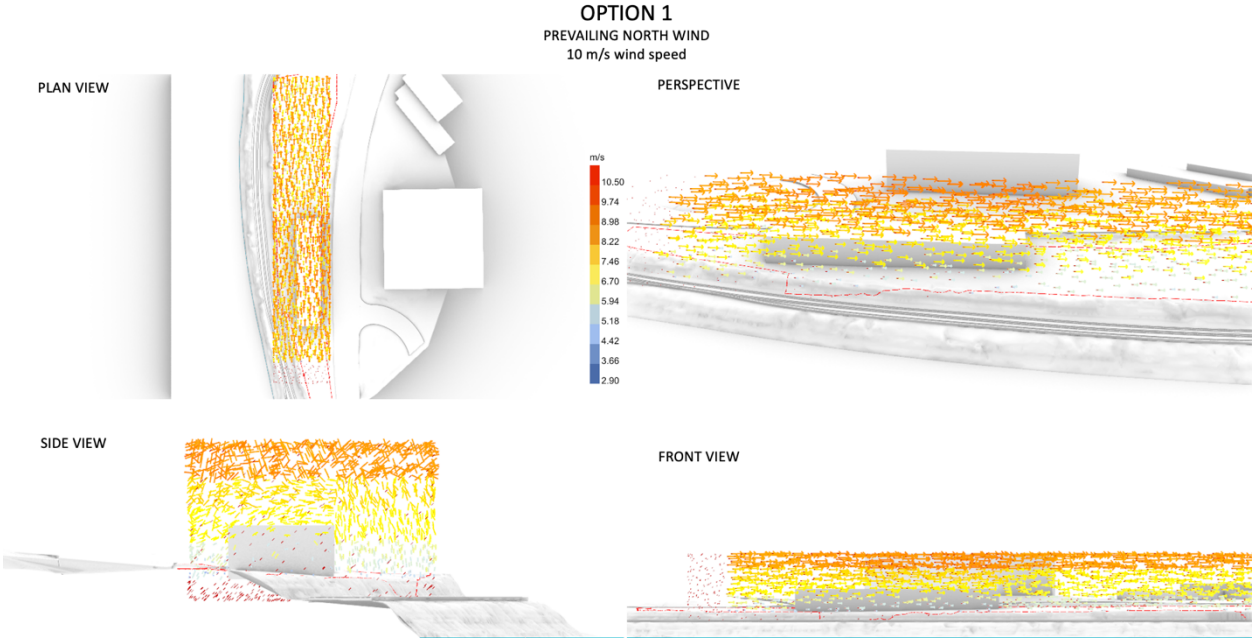 OPTION 1
PREVAILING NORTH WIND
10 m/s wind speed
PLAN VIEW
PERSPECTIVE
m/s
10.50
9.74
8.98
8.22
7.46
6.70
5.94
5.18
4.42
3.66
2.90
SIDE VIEW
FRONT VIEW